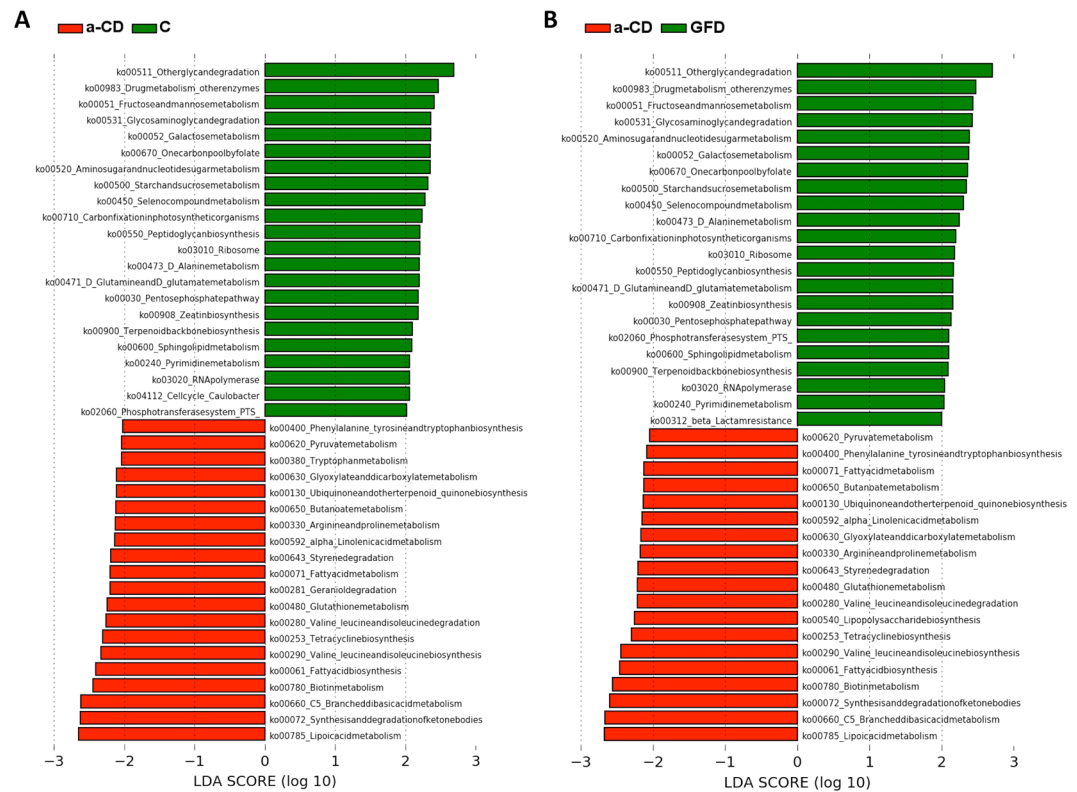 A
a-CD C
ko00511_Otherglycandegradation
ko00983_Drugmetabolism_otherenzymes
ko00051_Fructoseandmannosemetabolism
ko00531_Glycosaminoglycandegradation
ko00052_Galactosemetabolism
ko00670_Onecarbonpoolbyfolate
ko00520_Aminosugarandnucleotidesugarmetabolism
ko00500_Starchandsucrosemetabolism
ko00450_Selenocompoundmetabolism
ko00710_Carbonfixationinphotosyntheticorganisms
ko00550_Peptidoglycanbiosynthesis
ko03010_Ribosome
ko00473_D_Alaninemetabolism
ko00471_D_GlutamineandD_glutamatemetabolism
ko00030_Pentosephosphatepathway
ko00908_Zeatinbiosynthesis
ko00900_Terpenoidbackbonebiosynthesis
ko00600_Sphingolipidmetabolism
ko00240_Pyrimidinemetabolism
ko03020_RNApolymerase
ko04112_Cellcycle_Caulobacter
ko02060_Phosphotransferasesystem_PTS_
ko00400_Phenylalanine_tyrosineandtryptophanbiosynthesis
ko00620_Pyruvatemetabolism
ko00380_Tryptophanmetabolism
ko00630_Glyoxylateanddicarboxylatemetabolism
ko00130_Ubiquinoneandotherterpenoid_quinonebiosynthesis
ko00650_Butanoatemetabolism
ko00330_Arginineandprolinemetabolism
ko00592_alpha_Linolenicacidmetabolism
ko00643_Styrenedegradation
ko00071_Fattyacidmetabolism
ko00281_Geranioldegradation
ko00480_Glutathionemetabolism
ko00280_Valine_leucineandisoleucinedegradation
ko00253_Tetracyclinebiosynthesis
ko00290_Valine_leucineandisoleucinebiosynthesis
ko00061_Fattyacidbiosynthesis
ko00780_Biotinmetabolism
ko00660_C5_Brancheddibasicacidmetabolism
ko00072_Synthesisanddegradationofketonebodies
ko00785_Lipoicacidmetabolism
−3 −2 −1 0 1 2 3
LDA SCORE (log 10)
B
a-CD GFD
ko00511_Otherglycandegradation
ko00983_Drugmetabolism_otherenzymes
ko00051_Fructoseandmannosemetabolism
ko00531_Glycosaminoglycandegradation
ko00520_Aminosugarandnucleotidesugarmetabolism
ko00052_Galactosemetabolism
ko00670_Onecarbonpoolbyfolate
ko00500_Starchandsucrosemetabolism
ko00450_Selenocompoundmetabolism
ko00473_D_Alaninemetabolism
ko00710_Carbonfixationinphotosyntheticorganisms
ko03010_Ribosome
ko00550_Peptidoglycanbiosynthesis
ko00471_D_GlutamineandD_glutamatemetabolism
ko00908_Zeatinbiosynthesis
ko00030_Pentosephosphatepathway
ko02060_Phosphotransferasesystem_PTS_
ko00600_Sphingolipidmetabolism
ko00900_Terpenoidbackbonebiosynthesis
ko03020_RNApolymerase
ko00240_Pyrimidinemetabolism
ko00312_beta_Lactamresistance
ko00620_Pyruvatemetabolism
ko00400_Phenylalanine_tyrosineandtryptophanbiosynthesis
ko00071_Fattyacidmetabolism
ko00650_Butanoatemetabolism
ko00130_Ubiquinoneandotherterpenoid_quinonebiosynthesis
ko00592_alpha_Linolenicacidmetabolism
ko00630_Glyoxylateanddicarboxylatemetabolism
ko00330_Arginineandprolinemetabolism
ko00643_Styrenedegradation
ko00480_Glutathionemetabolism
ko00280_Valine_leucineandisoleucinedegradation
ko00540_Lipopolysaccharidebiosynthesis
ko00253_Tetracyclinebiosynthesis
ko00290_Valine_leucineandisoleucinebiosynthesis
ko00061_Fattyacidbiosynthesis
ko00780_Biotinmetabolism
ko00072_Synthesisanddegradationofketonebodies
ko00660_C5_Brancheddibasicacidmetabolism
ko00785_Lipoicacidmetabolism
−3 −2 −1 0 1 2 3
LDA SCORE (log 10)